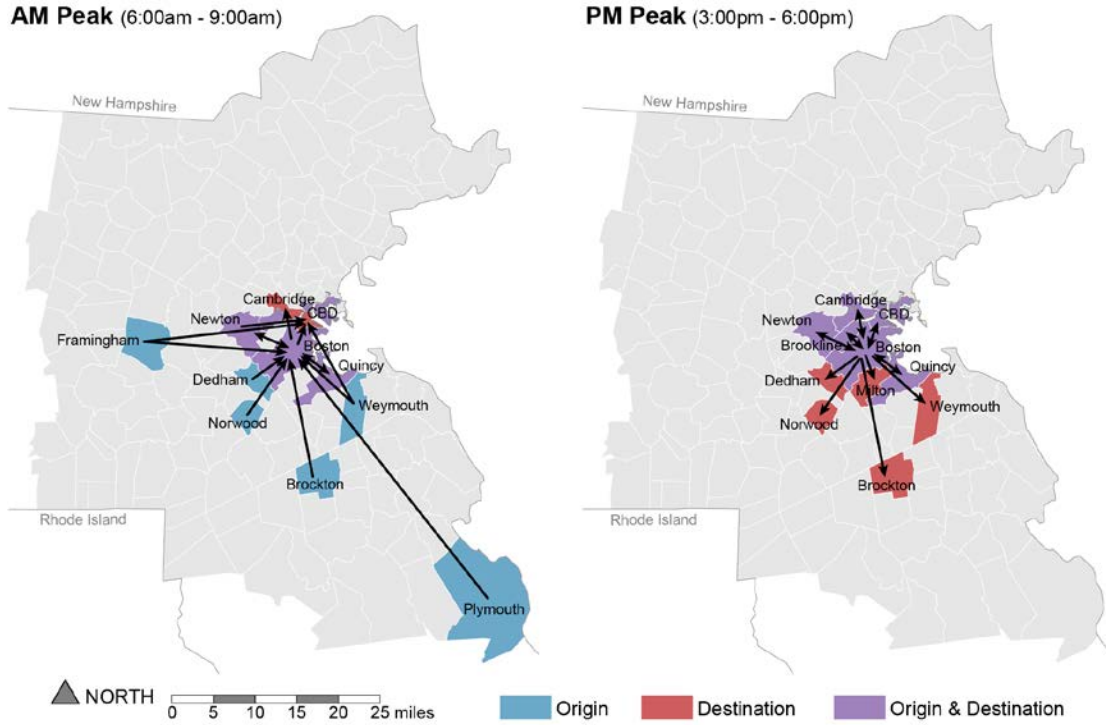 AM Peak (6:00am - 9:00am)
New Hampshire
Cambridge
CBD
Newton
Framingham
Boston
Quincy
Dedham
Weymouth
Norwood
Brockton
Rhode Island
Plymouth
PM Peak (3:00pm - 6:00pm)
New Hampshire
Cambridge
CBD
Newton
Brookline
Boston
Quincy
Dedham
Milton
Weymouth
Norwood
Brockton
Rhode Island
NORTH
0 5 10 15 20 25 miles
Origin
Destination
Origin & Destination